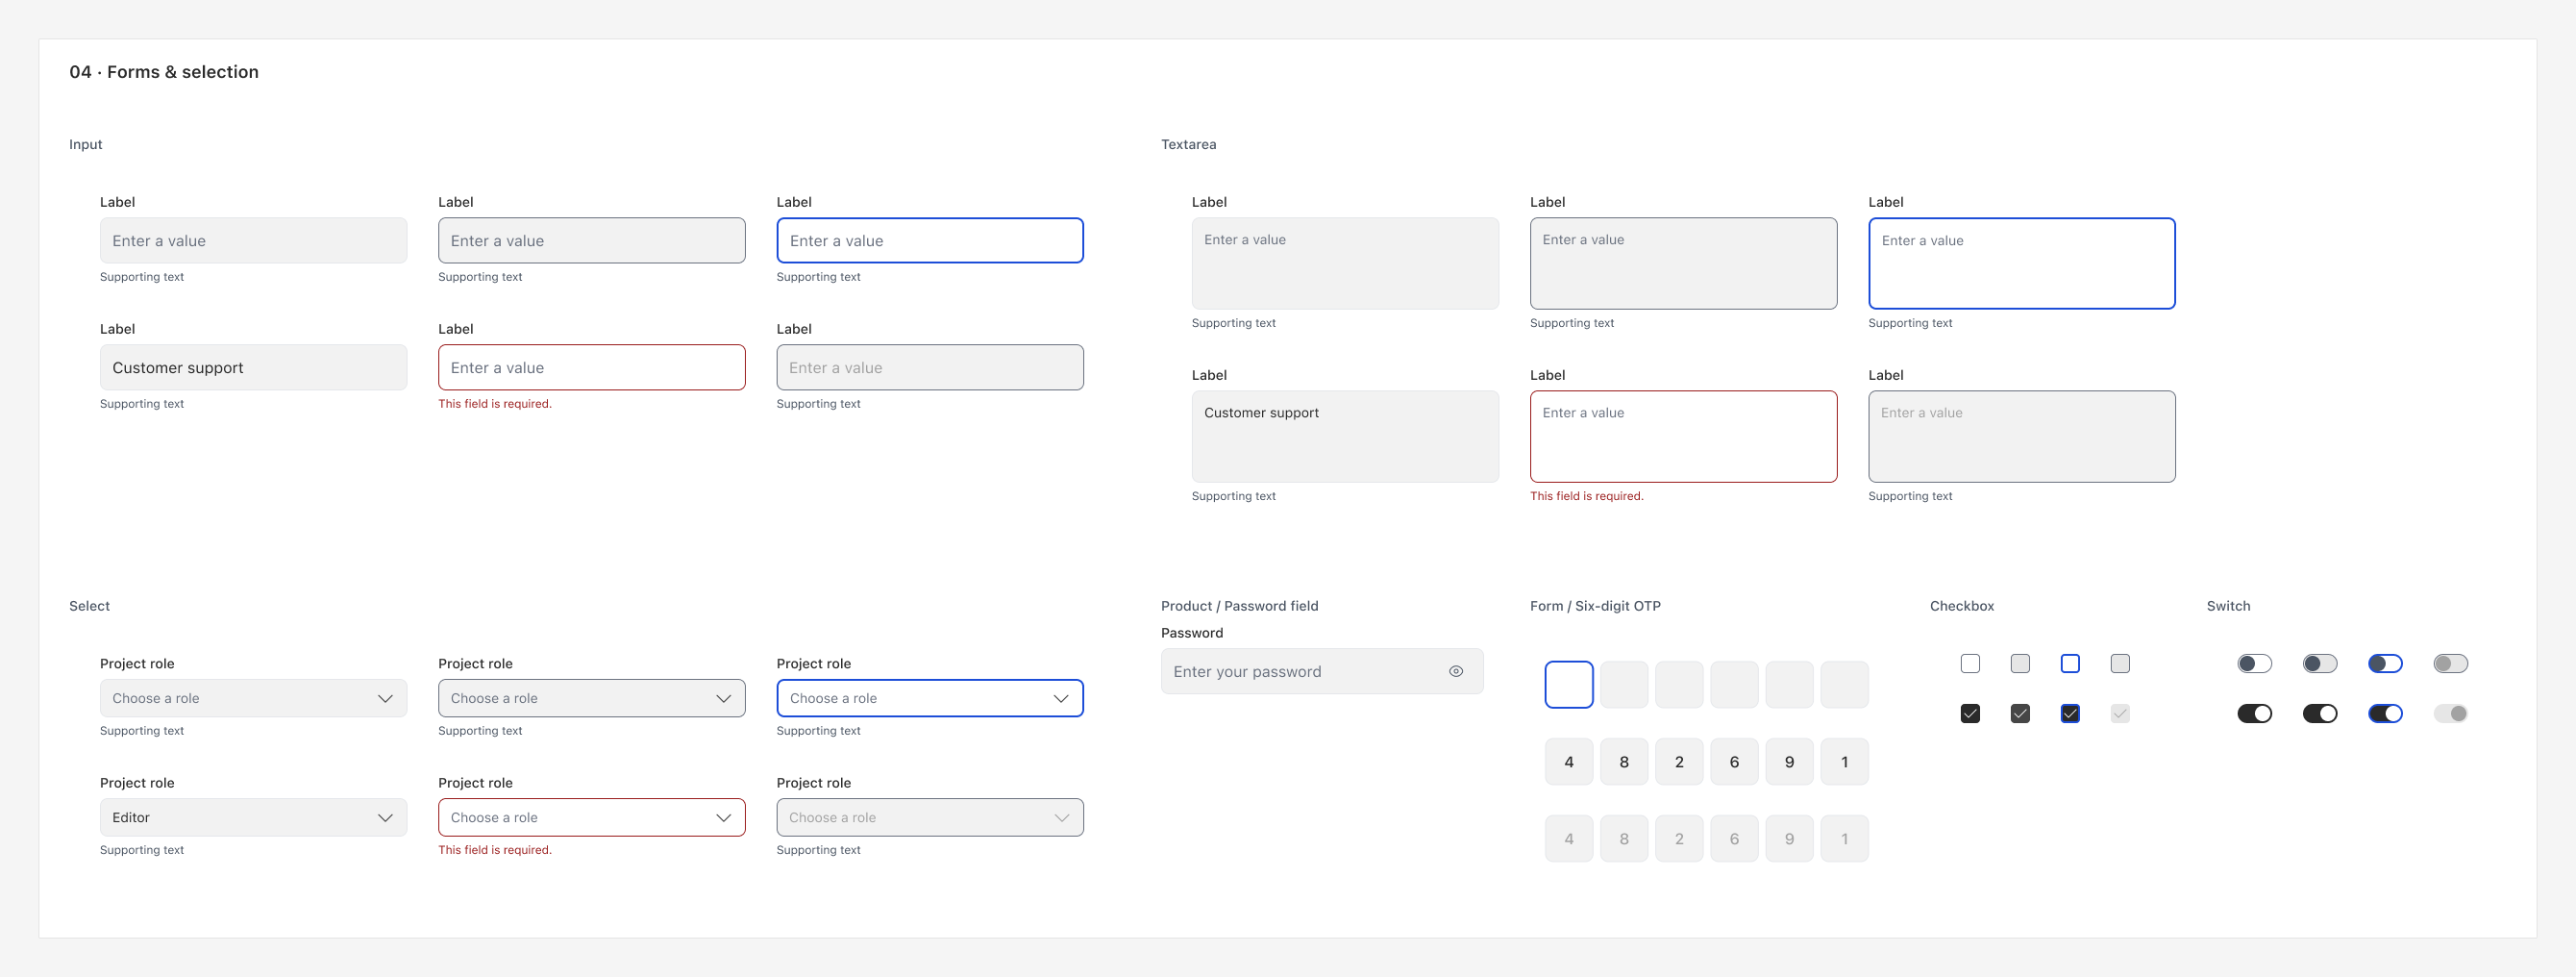 04 · Forms & selection
Input
Label
Enter a value
Supporting text
Label
Enter a value
Supporting text
Label
Enter a value
Supporting text
Label
Customer support
Supporting text
Label
Enter a value
This field is required.
Label
Enter a value
Supporting text
Textarea
Label
Enter a value
Supporting text
Label
Enter a value
Supporting text
Label
Enter a value
Supporting text
Label
Customer support
Supporting text
Label
Enter a value
This field is required.
Label
Enter a value
Supporting text
Select
Project role
Choose a role
Supporting text
Project role
Choose a role
Supporting text
Project role
Choose a role
Supporting text
Project role
Editor
Supporting text
Project role
Choose a role
This field is required.
Project role
Choose a role
Supporting text
Product / Password field
Password
Enter your password
Form / Six-digit OTP
4 8 2 6 9 1
4 8 2 6 9 1
Checkbox
Switch